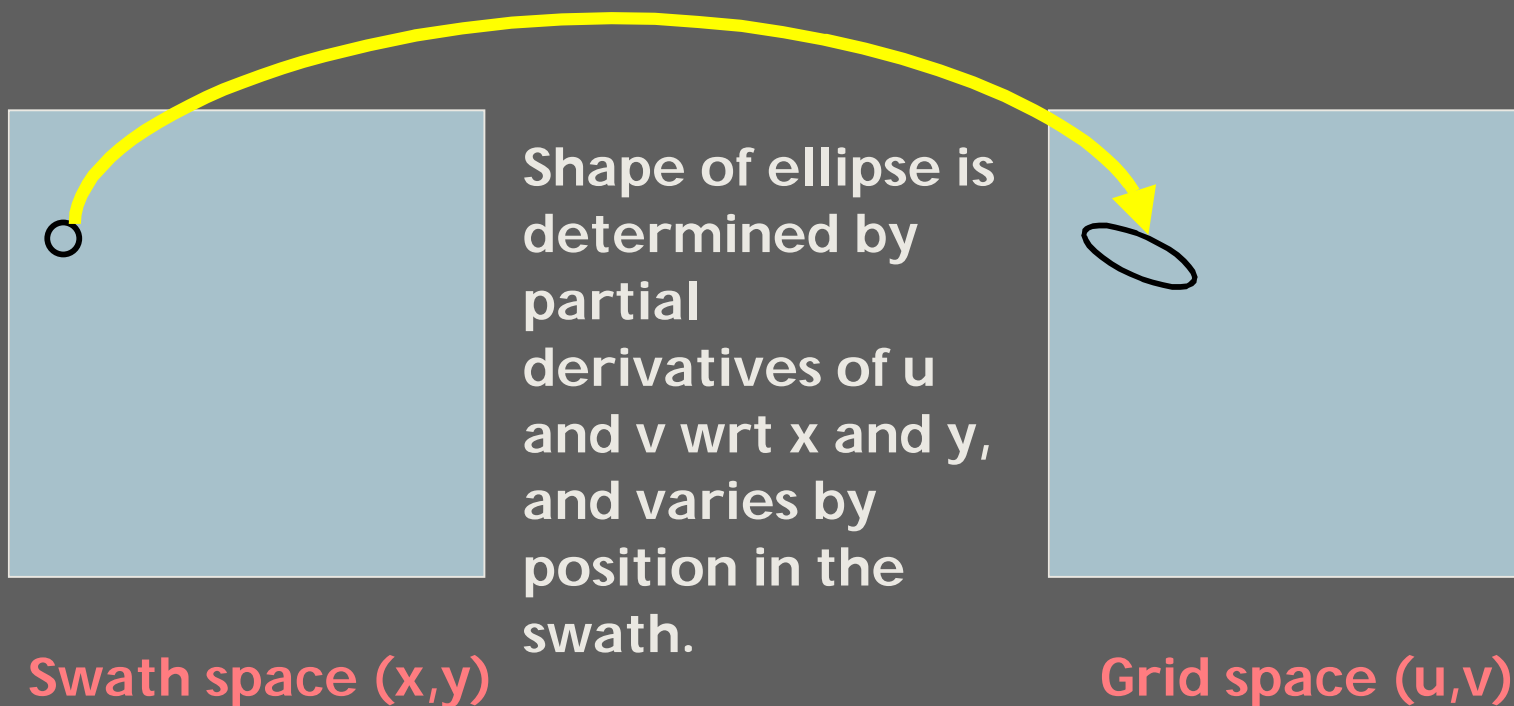 Shape of ellipse is
determined by
partial
derivatives of u
and v wrt x and y,
and varies by
position in the
swath.
Swath space (x,y)
Grid space (u,v)